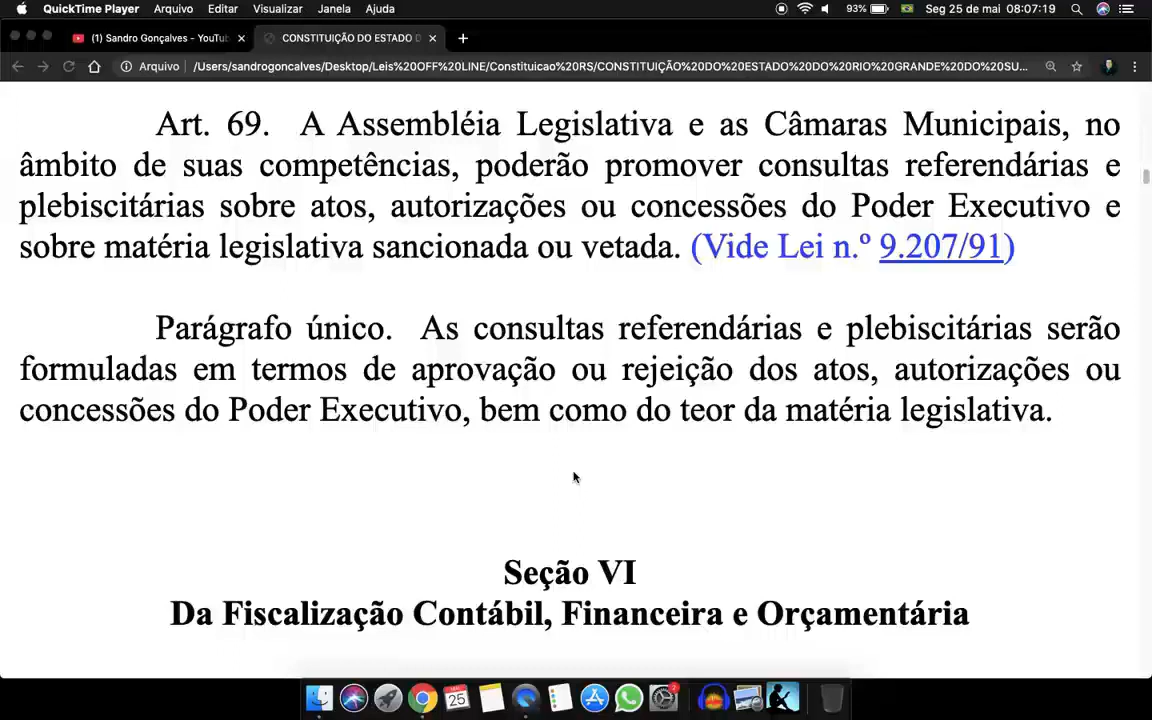 QuickTime Player Arquivo Editar Visualizar Janela Ajuda 93% Seg 25 de mai 08:07:19
(1) Sandro Gonçalves - YouTu CONSTITUIÇÃO DO ESTADO D
Arquivo /Users/sandrogoncalves/Desktop/Leis%20OFF%20LINE/Constituicao%20RS/CONSTITUIÇÃO%20DO%20ESTADO%20DO%20RIO%20GRANDE%20DO%20SU...
Art. 69. A Assembléia Legislativa e as Câmaras Municipais, no
âmbito de suas competências, poderão promover consultas referendárias e
plebiscitárias sobre atos, autorizações ou concessões do Poder Executivo e
sobre matéria legislativa sancionada ou vetada. (Vide Lei n.º 9.207/91)
Parágrafo único. As consultas referendárias e plebiscitárias serão
formuladas em termos de aprovação ou rejeição dos atos, autorizações ou
concessões do Poder Executivo, bem como do teor da matéria legislativa.
Seção VI
Da Fiscalização Contábil, Financeira e Orçamentária
25